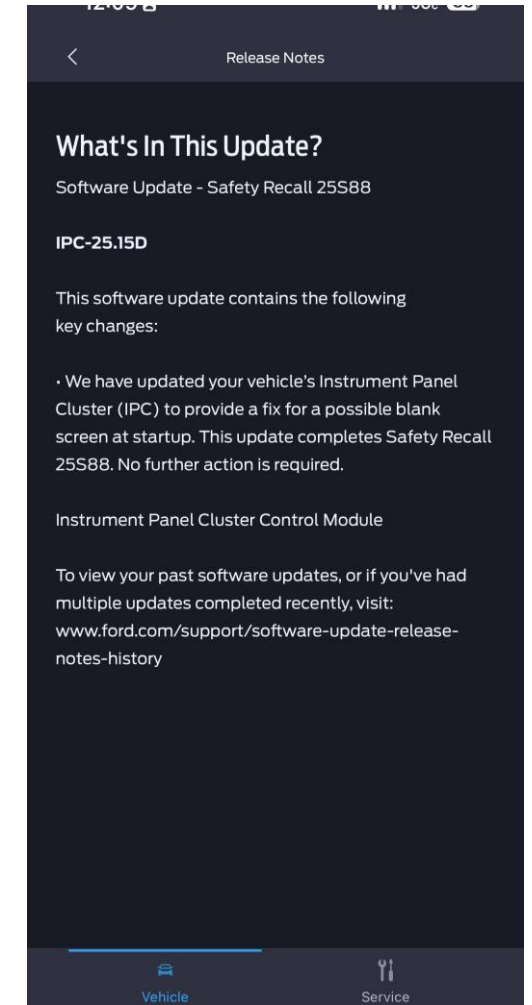 Release Notes
What's In This Update?
Software Update - Safety Recall 25S88
IPC-25.15D
This software update contains the following
key changes:
• We have updated your vehicle's Instrument Panel
Cluster (IPC) to provide a fix for a possible blank
screen at startup. This update completes Safety Recall
25S88. No further action is required.
Instrument Panel Cluster Control Module
To view your past software updates, or if you've had
multiple updates completed recently, visit:
www.ford.com/support/software-update-release-
notes-history
Vehicle
Service